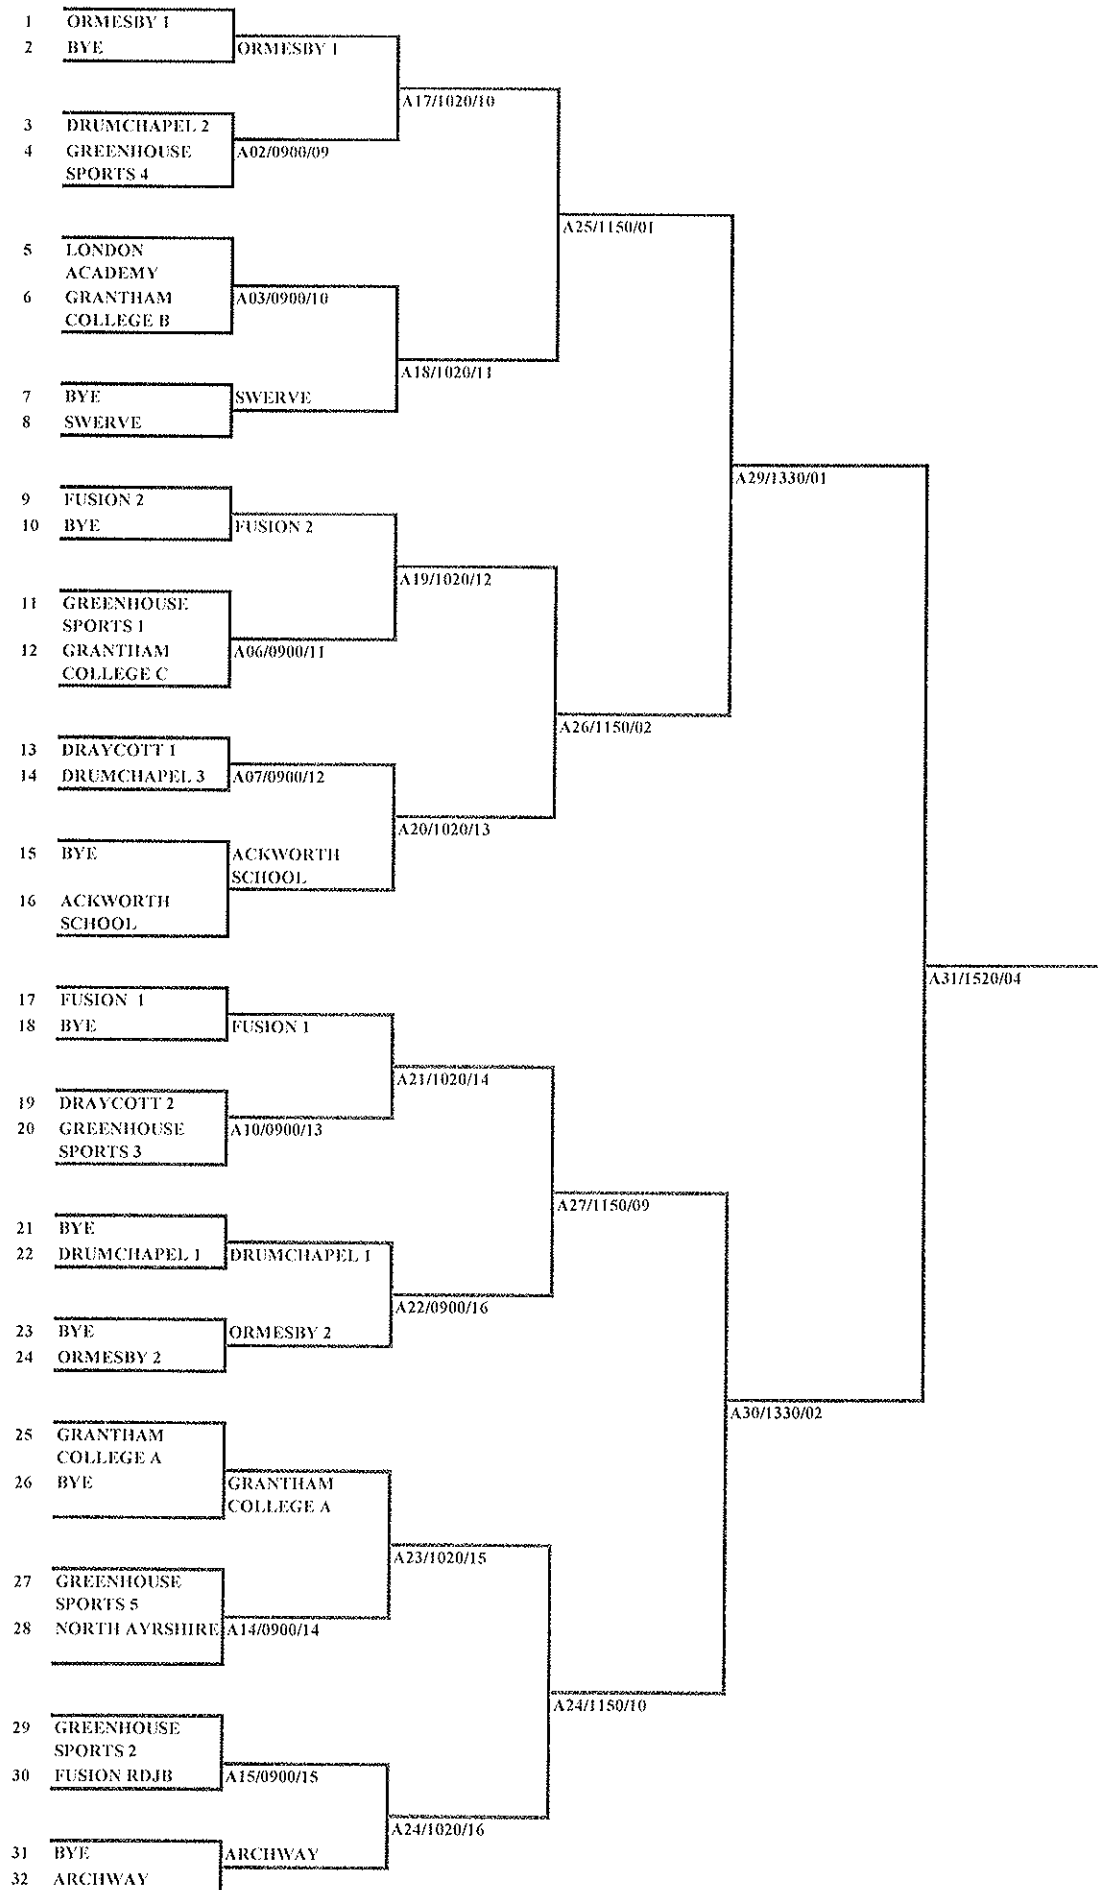 1 ORMESBY 1
2 BYE
ORMESBY 1
A17/1020/10
3 DRUMCHAPEL 2
4 GREENHOUSE
SPORTS 4
A02/0900/09
A25/1150/01
5 LONDON
ACADEMY
6 GRANTHAM
COLLEGE B
A03/0900/10
A18/1020/11
7 BYE
8 SWERVE
SWERVE
A29/1330/01
9 FUSION 2
10 BYE
FUSION 2
A19/1020/12
11 GREENHOUSE
SPORTS 1
12 GRANTHAM
COLLEGE C
A06/0900/11
A26/1150/02
13 DRAYCOTT 1
14 DRUMCHAPEL 3
A07/0900/12
A20/1020/13
15 BYE
16 ACKWORTH
SCHOOL
ACKWORTH
SCHOOL
A31/1520/04
17 FUSION 1
18 BYE
FUSION 1
A21/1020/14
19 DRAYCOTT 2
20 GREENHOUSE
SPORTS 3
A10/0900/13
A27/1150/09
21 BYE
22 DRUMCHAPEL 1
DRUMCHAPEL 1
A22/0900/16
23 BYE
24 ORMESBY 2
ORMESBY 2
A30/1330/02
25 GRANTHAM
COLLEGE A
26 BYE
GRANTHAM
COLLEGE A
A23/1020/15
27 GREENHOUSE
SPORTS 5
28 NORTH AYRSHIRE
A14/0900/14
A24/1150/10
29 GREENHOUSE
SPORTS 2
30 FUSION RDJB
A15/0900/15
A24/1020/16
31 BYE
32 ARCHWAY
ARCHWAY